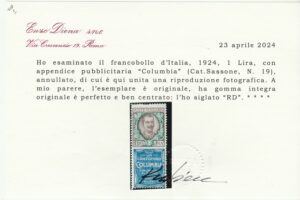 Enzo Diena s.n.c.
Via Crescenzio 19. Roma
23 aprile 2024
Ho esaminato il francobollo d'Italia, 1924, 1 Lira, con
appendice pubblicitaria "Columbia" (Cat.Sassone, N. 19),
annullato, di cui è qui unita una riproduzione fotografica. A
mio parere, l'esemplare è originale, ha gomma integra
originale è perfetto e ben centrato: l'ho siglato "RD". * * * *
COLUMBIA